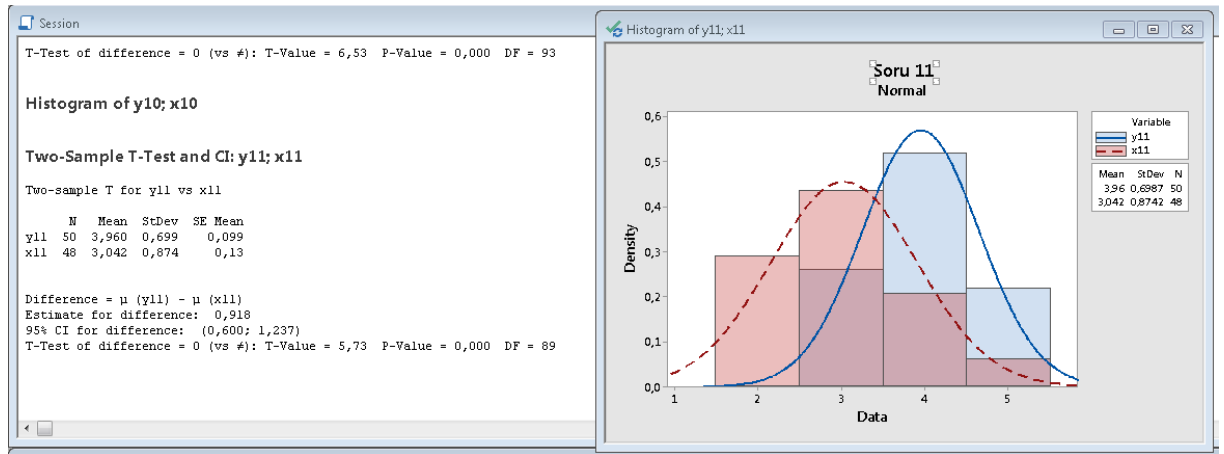 Session
T-Test of difference = 0 (vs ≠): T-Value = 6,53  P-Value = 0,000  DF = 93
Histogram of y10; x10
Two-Sample T-Test and CI: y11; x11
Two-sample T for y11 vs x11
N  Mean  StDev  SE Mean
y11  50  3,960  0,699  0,099
x11  48  3,042  0,874  0,13
Difference = μ (y11) - μ (x11)
Estimate for difference:  0,918
95% CI for difference:  (0,600; 1,237)
T-Test of difference = 0 (vs ≠): T-Value = 5,73  P-Value = 0,000  DF = 89
Histogram of y11; x11
Soru 11
Normal
0,6
0,5
0,4
0,3
0,2
0,1
0,0
Density
1 2 3 4 5
Data
Variable
y11
x11
Mean StDev N
3,96 0,6987 50
3,042 0,8742 48